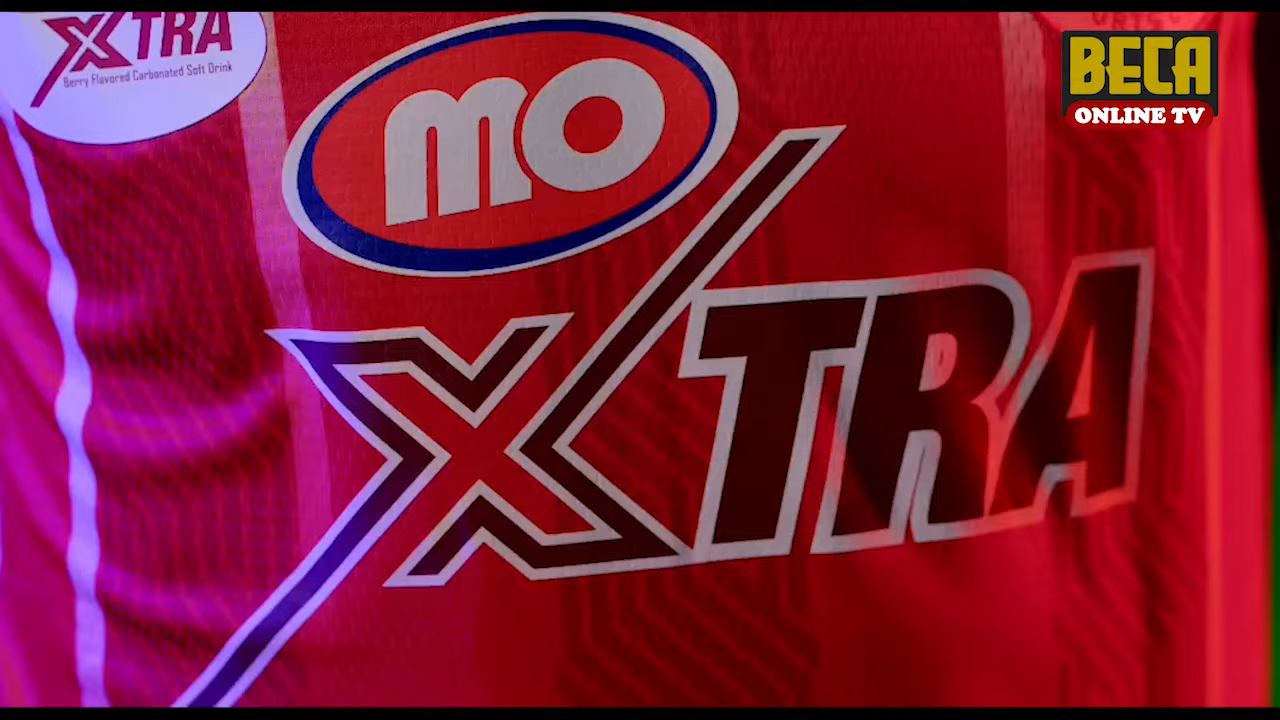 XTRA
Berry Flavored Carbonated Soft Drink
BECA
ONLINE TV
MO
XTRA